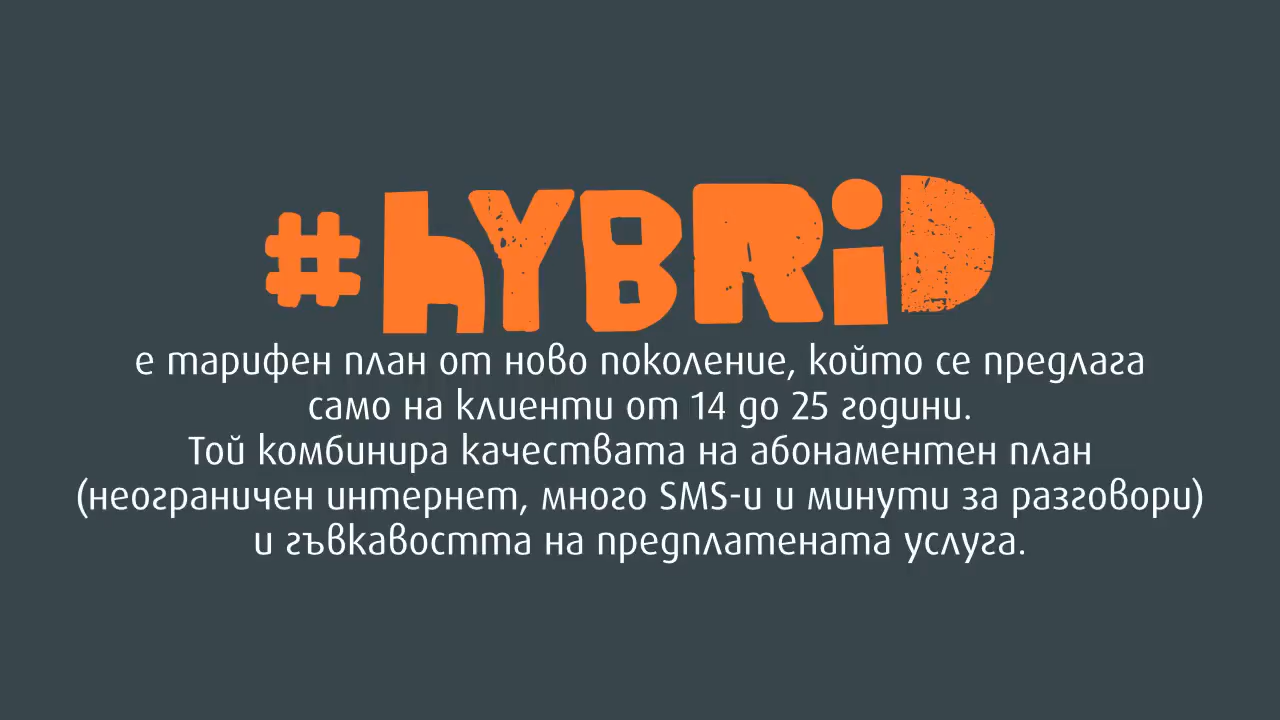 #HYBRiD
е тарифен план от ново поколение, който се предлага
само на клиенти от 14 до 25 години.
Той комбинира качествата на абонаментен план
(неограничен интернет, много SMS-и и минути за разговори)
и гъвкавостта на предплатената услуга.